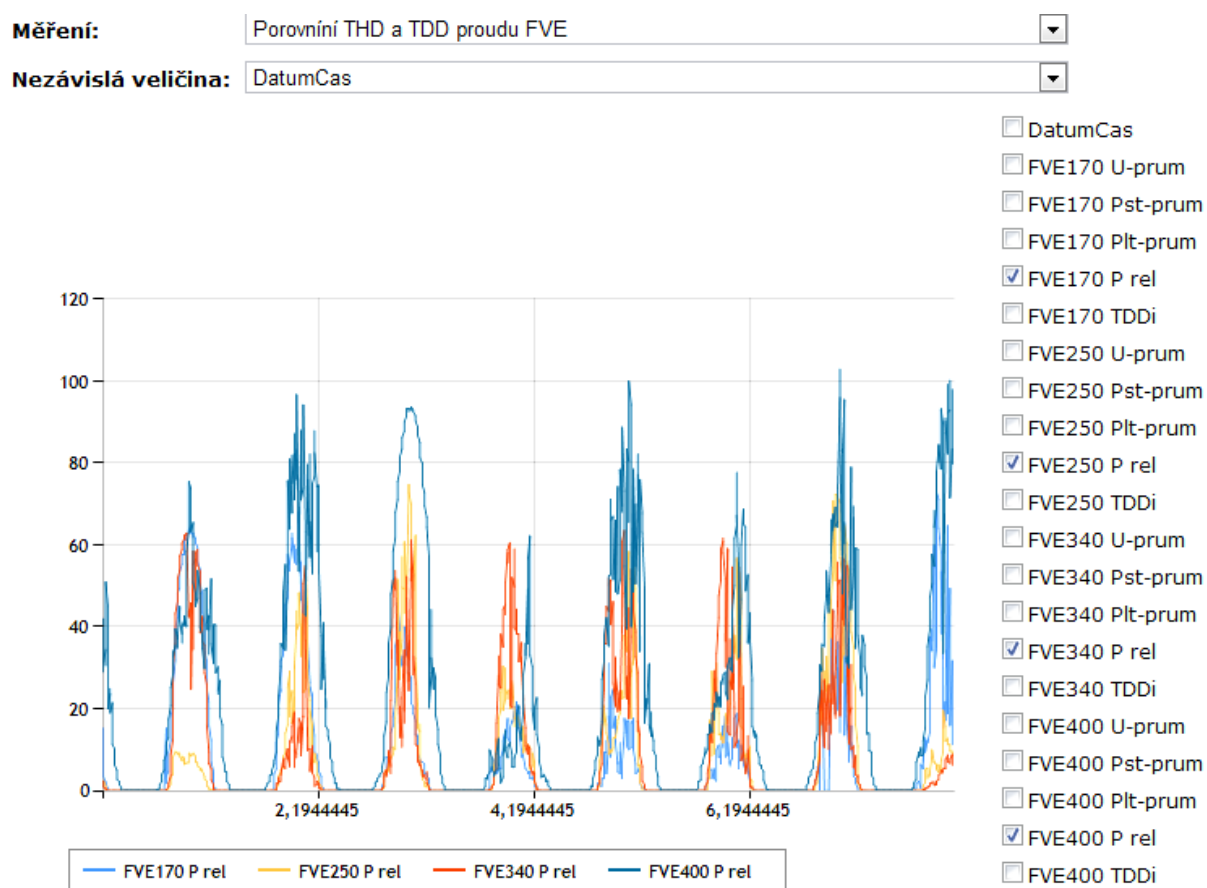 Měření: Porovníní THD a TDD proudu FVE
Nezávislá veličina: DatumCas
DatumCas
FVE170 U-prum
FVE170 Pst-prum
FVE170 Plt-prum
FVE170 P rel
FVE170 TDDi
FVE250 U-prum
FVE250 Pst-prum
FVE250 Plt-prum
FVE250 P rel
FVE250 TDDi
FVE340 U-prum
FVE340 Pst-prum
FVE340 Plt-prum
FVE340 P rel
FVE340 TDDi
FVE400 U-prum
FVE400 Pst-prum
FVE400 Plt-prum
FVE400 P rel
FVE400 TDDi
120
100
80
60
40
20
0
2,1944445 4,1944445 6,1944445
FVE170 P rel FVE250 P rel FVE340 P rel FVE400 P rel